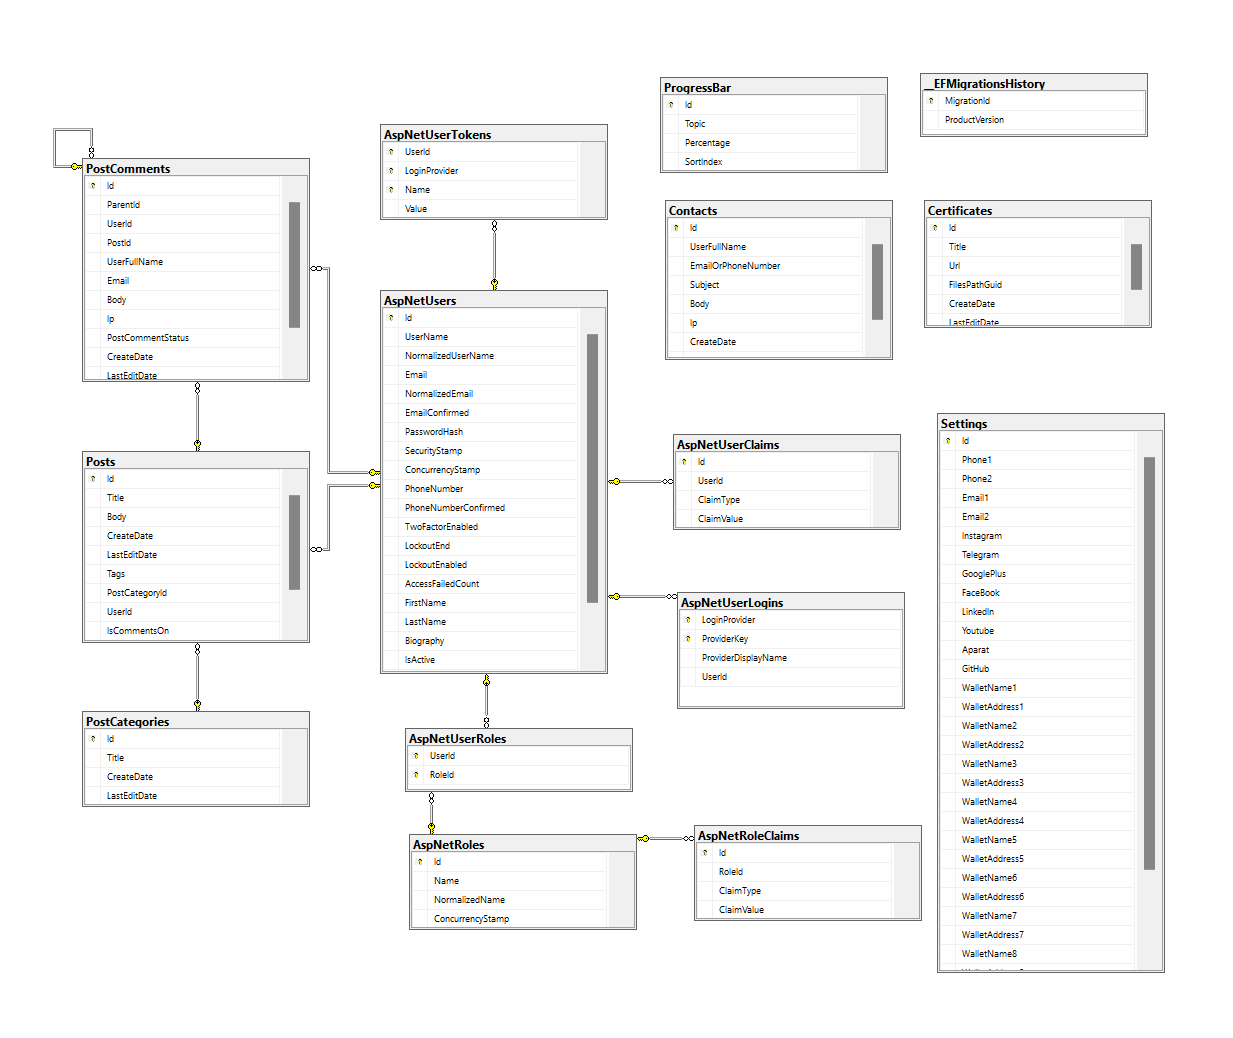 ProgressBar
Id
Topic
Percentage
SortIndex
__EFMigrationsHistory
MigrationId
ProductVersion
AspNetUserTokens
UserId
LoginProvider
Name
Value
PostComments
Id
ParentId
UserId
PostId
UserFullName
Email
Body
Ip
PostCommentStatus
CreateDate
LastEditDate
Contacts
Id
UserFullName
EmailOrPhoneNumber
Subject
Body
Ip
CreateDate
Certificates
Id
Title
Url
FilesPathGuid
CreateDate
LastEditDate
AspNetUsers
Id
UserName
NormalizedUserName
Email
NormalizedEmail
EmailConfirmed
PasswordHash
SecurityStamp
ConcurrencyStamp
PhoneNumber
PhoneNumberConfirmed
TwoFactorEnabled
LockoutEnd
LockoutEnabled
AccessFailedCount
FirstName
LastName
Biography
IsActive
Posts
Id
Title
Body
CreateDate
LastEditDate
Tags
PostCategoryId
UserId
IsCommentsOn
AspNetUserClaims
Id
UserId
ClaimType
ClaimValue
Settings
Id
Phone1
Phone2
Email1
Email2
Instagram
Telegram
GooglePlus
FaceBook
LinkedIn
Youtube
Aparat
GitHub
WalletName1
WalletAddress1
WalletName2
WalletAddress2
WalletName3
WalletAddress3
WalletName4
WalletAddress4
WalletName5
WalletAddress5
WalletName6
WalletAddress6
WalletName7
WalletAddress7
WalletName8
AspNetUserLogins
LoginProvider
ProviderKey
ProviderDisplayName
UserId
PostCategories
Id
Title
CreateDate
LastEditDate
AspNetUserRoles
UserId
RoleId
AspNetRoles
Id
Name
NormalizedName
ConcurrencyStamp
AspNetRoleClaims
Id
RoleId
ClaimType
ClaimValue